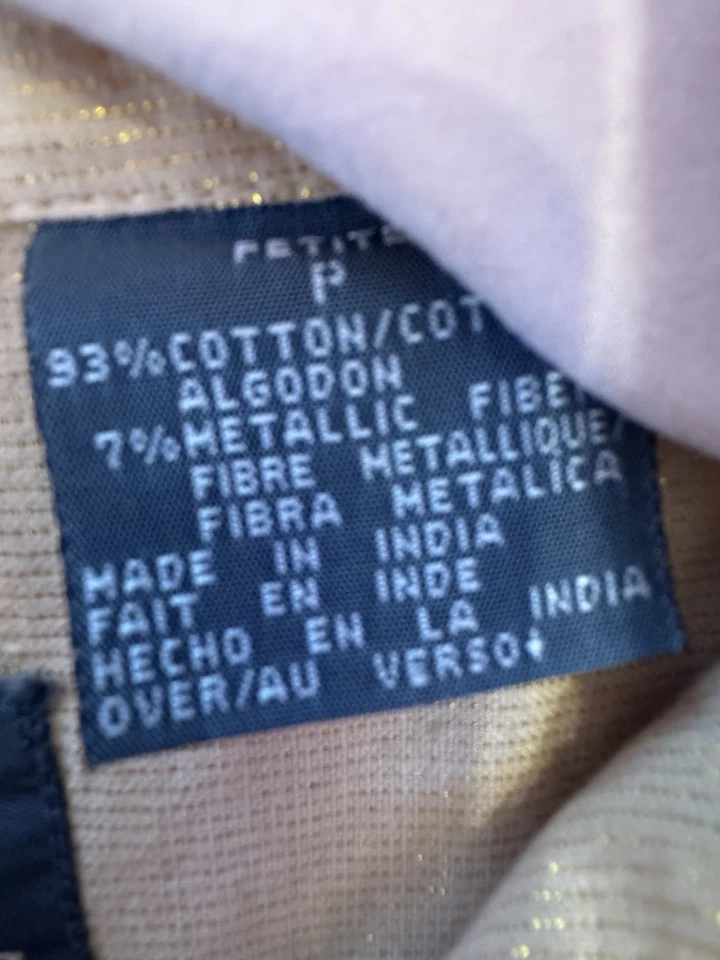 PETITE
P
93%COTTON/COT
ALGODON
7%METALLIC FIBE
FIBRE METALLIQUE/
FIBRA METALICA
MADE IN INDIA
FAIT EN INDE
HECHO EN LA INDIA
OVER/AU VERSO→